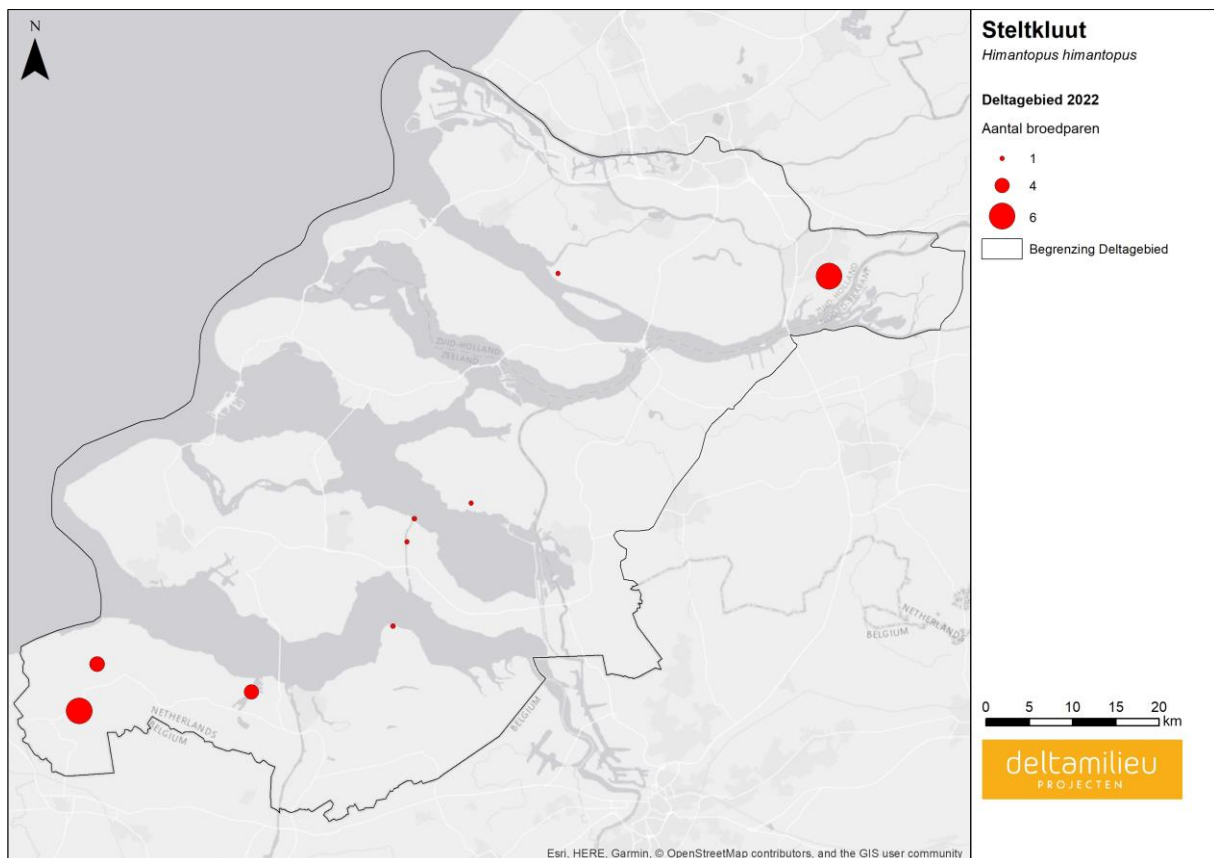 N
ZUID-HOLLAND
ZEELAND
ZUID-HOLLAND
NETHERLANDS
BELGIUM
BELGIUM
NETHERLANDS
BELGIUM
Esri, HERE, Garmin, © OpenStreetMap contributors, and the GIS user community
Steltkluut
Himantopus himantopus
Deltagebied 2022
Aantal broedparen
1
4
6
Begrenzing Deltagebied
0 5 10 15 20
km
deltamilieu
PROJECTEN